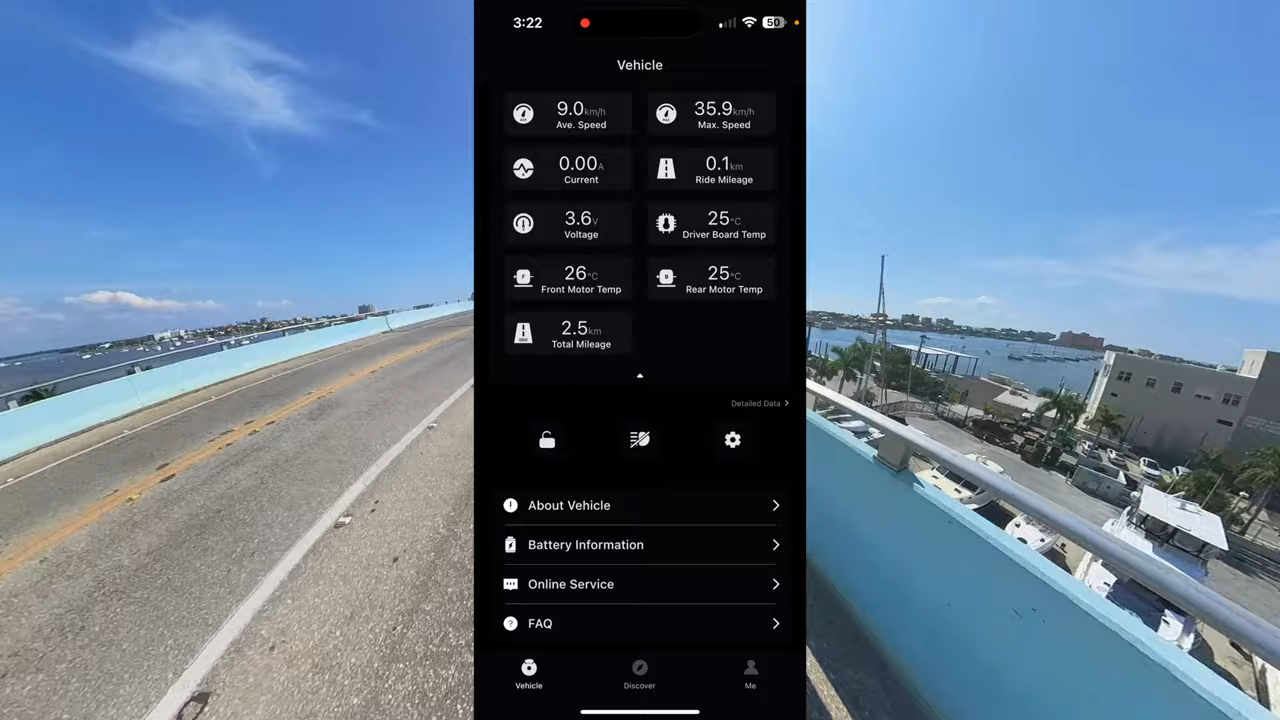 3:22
50
Vehicle
9.0km/h
Ave. Speed
35.9km/h
Max. Speed
0.00A
Current
0.1km
Ride Mileage
3.6V
Voltage
25°C
Driver Board Temp
26°C
Front Motor Temp
25°C
Rear Motor Temp
2.5km
Total Mileage
Detailed Data
About Vehicle
Battery Information
Online Service
FAQ
Vehicle
Discover
Me